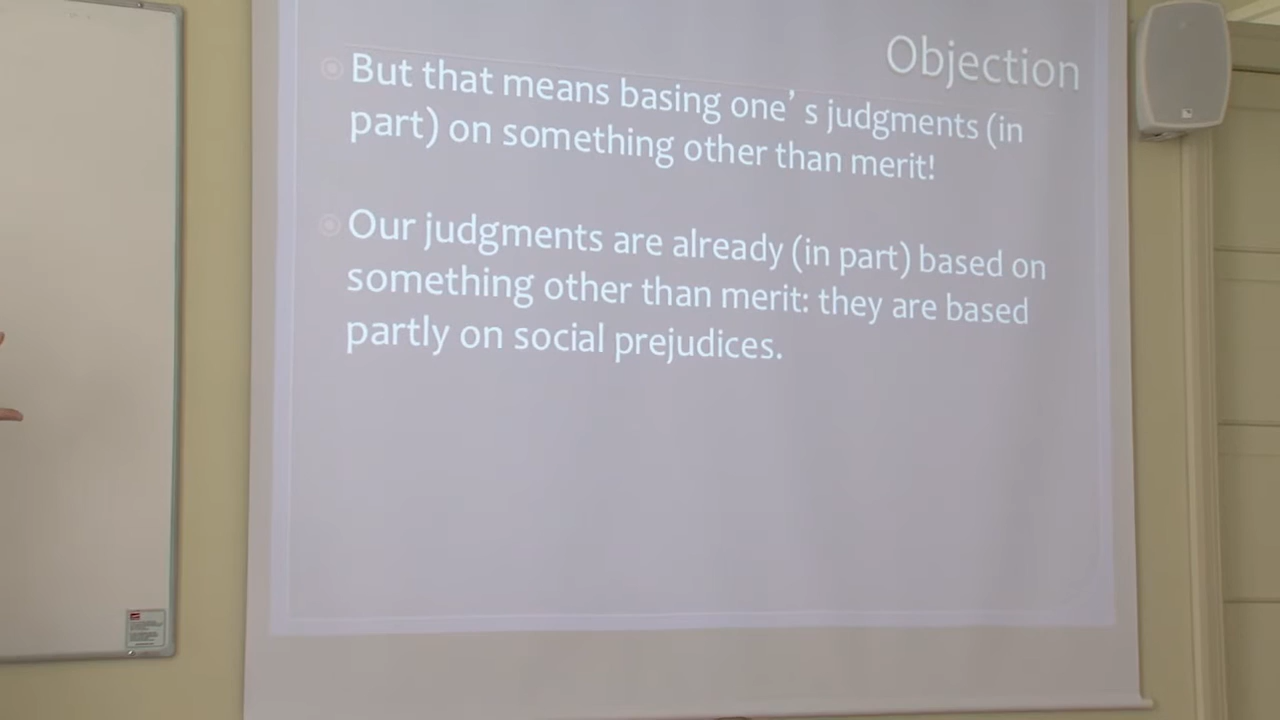 Objection
But that means basing one’s judgments (in
part) on something other than merit!
Our judgments are already (in part) based on
something other than merit: they are based
partly on social prejudices.